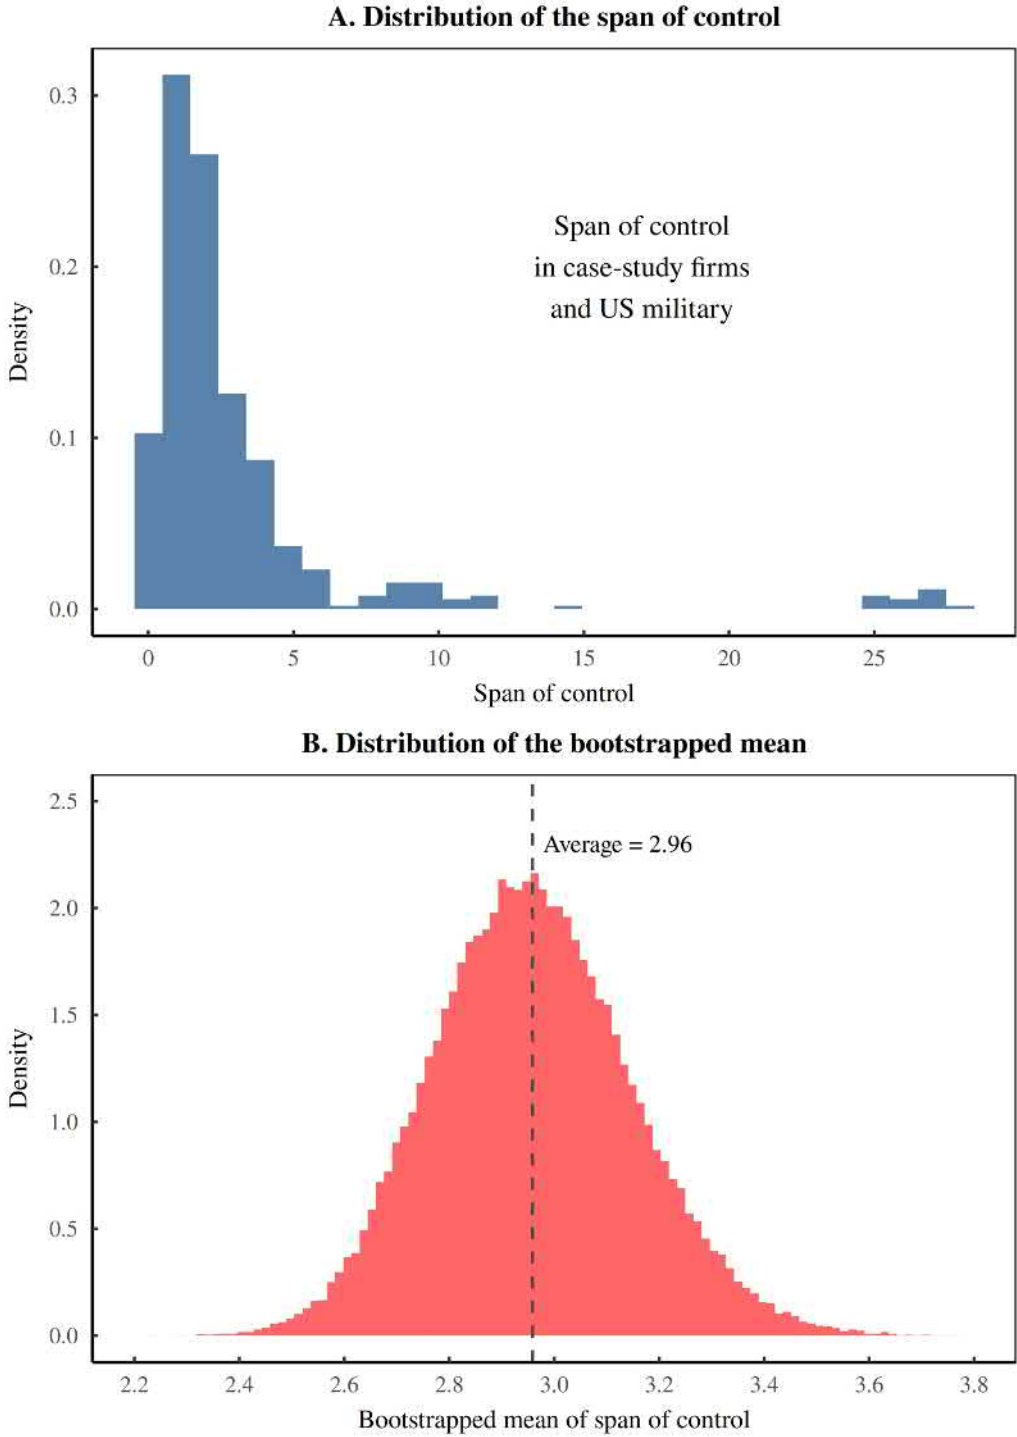 A. Distribution of the span of control
0.3
0.2
0.1
0.0
Density
Span of control
in case-study firms
and US military
0 5 10 15 20 25
Span of control
B. Distribution of the bootstrapped mean
2.5
2.0
1.5
1.0
0.5
0.0
Density
Average = 2.96
2.2 2.4 2.6 2.8 3.0 3.2 3.4 3.6 3.8
Bootstrapped mean of span of control